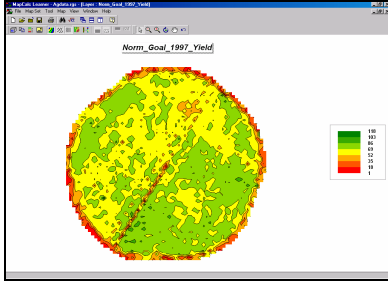 MapCalc Learner - Agdata.rgs - [Layer : Norm_Goal_1997_Yield]
File Map Set Tool Map View Window Help
Norm_Goal_1997_Yield
118
103
86
69
52
35
18
1